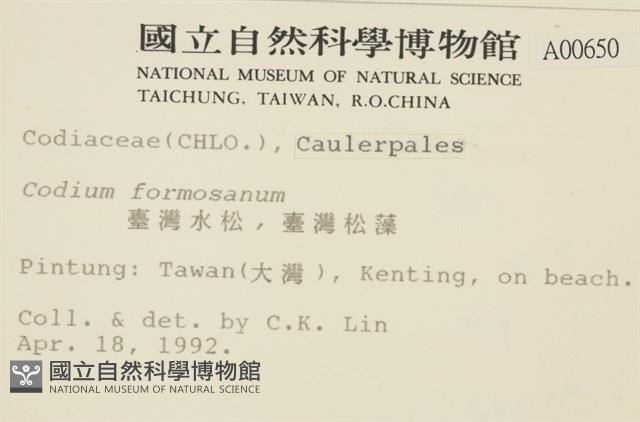 國立自然科學博物館
A00650
NATIONAL MUSEUM OF NATURAL SCIENCE
TAICHUNG, TAIWAN, R.O.CHINA
Codiaceae(CHLO.), Caulerpales
Codium formosanum
臺灣水松, 臺灣松藻
Pintung: Tawan(大灣), Kenting, on beach.
Coll. & det. by C.K. Lin
Apr. 18, 1992.
國立自然科學博物館
NATIONAL MUSEUM OF NATURAL SCIENCE